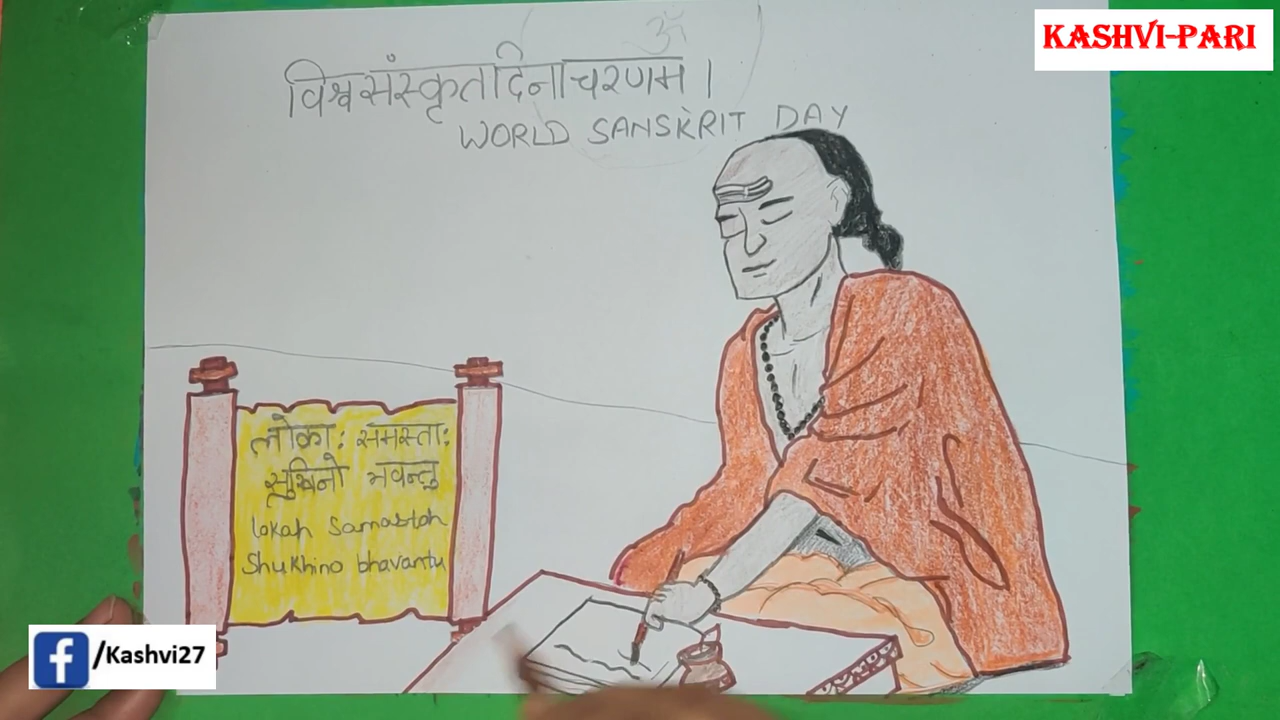 KASHVI-PARI
ॐ
विश्वसंस्कृतदिनाचरणम ।
WORLD SANSKRIT DAY
लोका: समस्ता:
सुखिनो भवन्तु
Lokah Samastah
Shukhino bhavantu
/Kashvi27